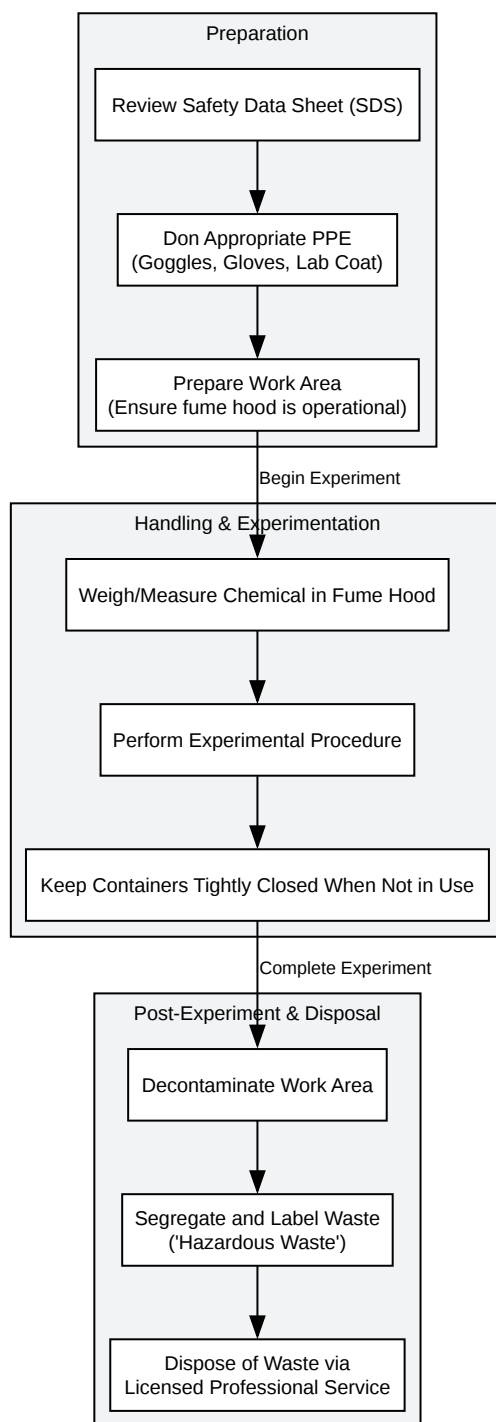 Preparation
Review Safety Data Sheet (SDS)
Don Appropriate PPE
(Goggles, Gloves, Lab Coat)
Prepare Work Area
(Ensure fume hood is operational)
Begin Experiment
Handling & Experimentation
Weigh/Measure Chemical in Fume Hood
Perform Experimental Procedure
Keep Containers Tightly Closed When Not in Use
Complete Experiment
Post-Experiment & Disposal
Decontaminate Work Area
Segregate and Label Waste
('Hazardous Waste')
Dispose of Waste via
Licensed Professional Service